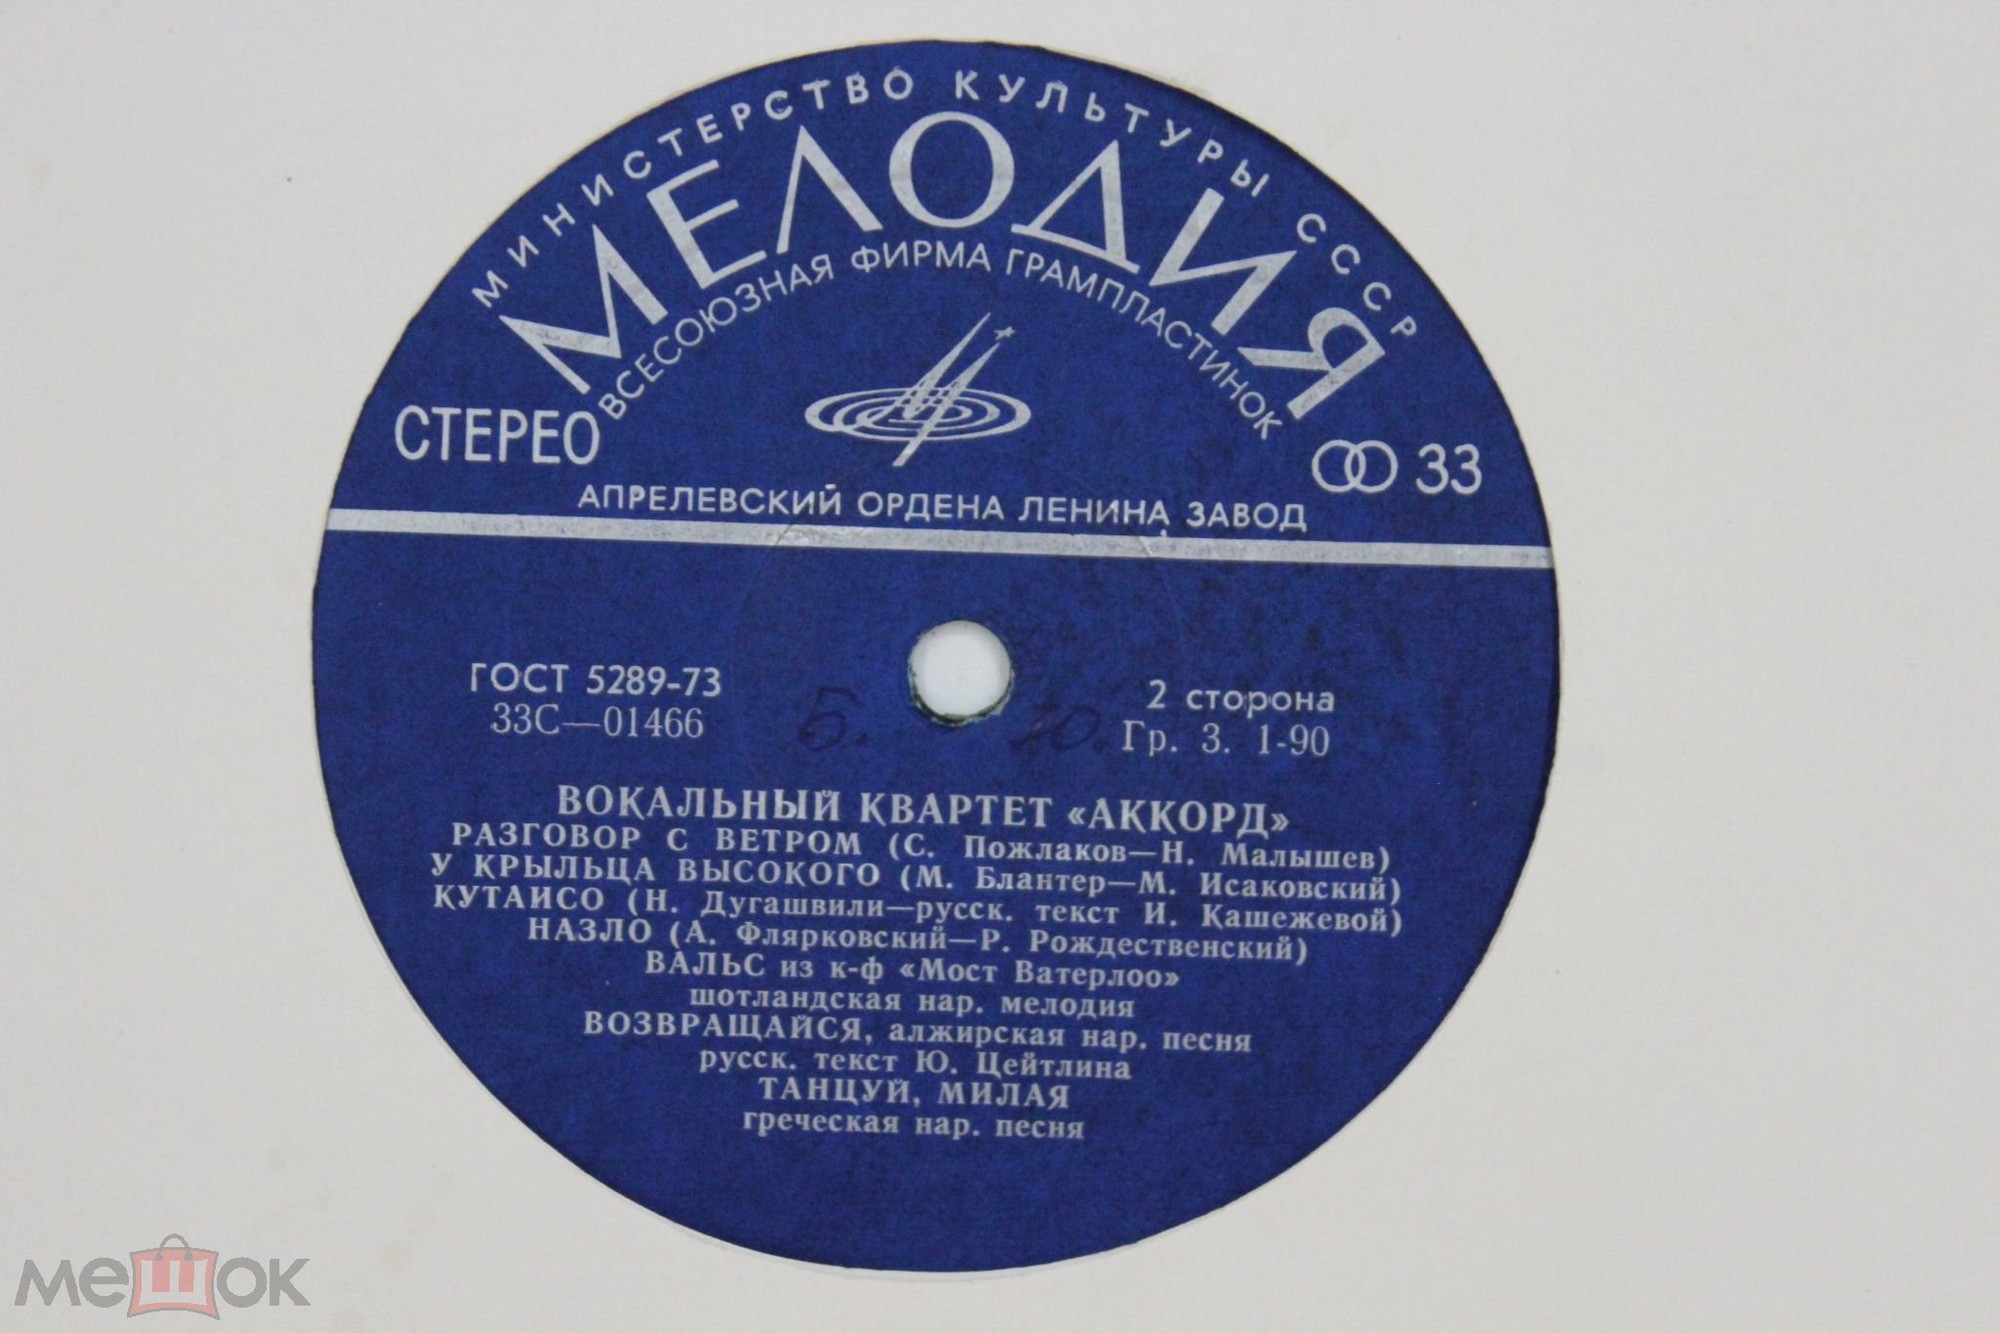 МИНИСТЕРСТВО КУЛЬТУРЫ СССР
МЕЛОДИЯ
ВСЕСОЮЗНАЯ ФИРМА ГРАМПЛАСТИНОК
СТЕРЕО
33
АПРЕЛЕВСКИЙ ОРДЕНА ЛЕНИНА ЗАВОД
ГОСТ 5289-73
2 сторона
33С—01466
Гр. 3. 1-90
ВОКАЛЬНЫЙ КВАРТЕТ «АККОРД»
РАЗГОВОР С ВЕТРОМ (С. Пожлаков—Н. Малышев)
У КРЫЛЬЦА ВЫСОКОГО (М. Блантер—М. Исаковский)
КУТАИСО (Н. Дугашвили—русск. текст И. Кашежевой)
НАЗЛО (А. Флярковский—Р. Рождественский)
ВАЛЬС из к-ф «Мост Ватерлоо»
шотландская нар. мелодия
ВОЗВРАЩАЙСЯ, алжирская нар. песня
русск. текст Ю. Цейтлина
ТАНЦУЙ, МИЛАЯ
греческая нар. песня
мешок